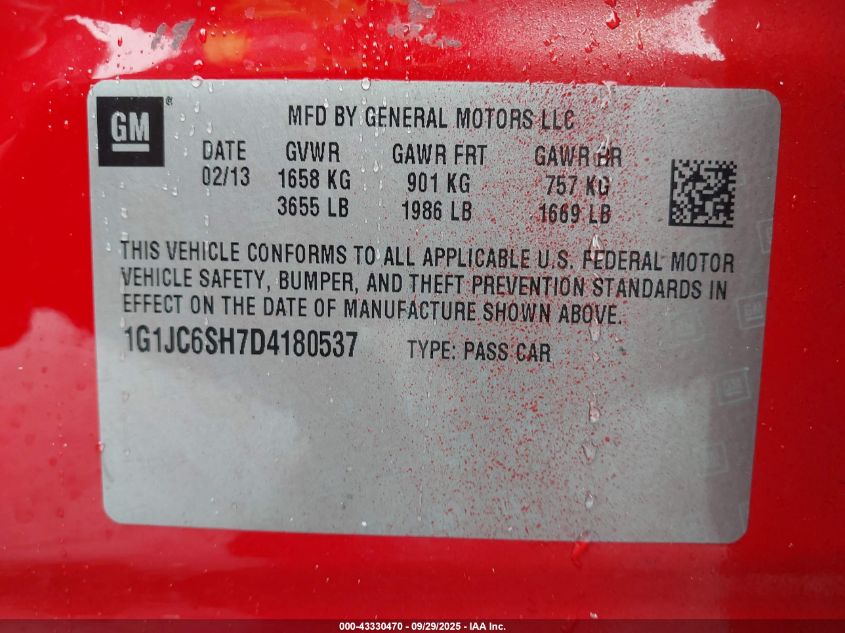 GM
®
MFD BY GENERAL MOTORS LLC
DATE GVWR GAWR FRT GAWR RR
02/13 1658 KG 901 KG 757 KG
3655 LB 1986 LB 1669 LB
THIS VEHICLE CONFORMS TO ALL APPLICABLE U.S. FEDERAL MOTOR
VEHICLE SAFETY, BUMPER, AND THEFT PREVENTION STANDARDS IN
EFFECT ON THE DATE OF MANUFACTURE SHOWN ABOVE.
1G1JC6SH7D4180537 TYPE: PASS CAR
GM
000-43330470 - 09/29/2025 - IAA Inc.